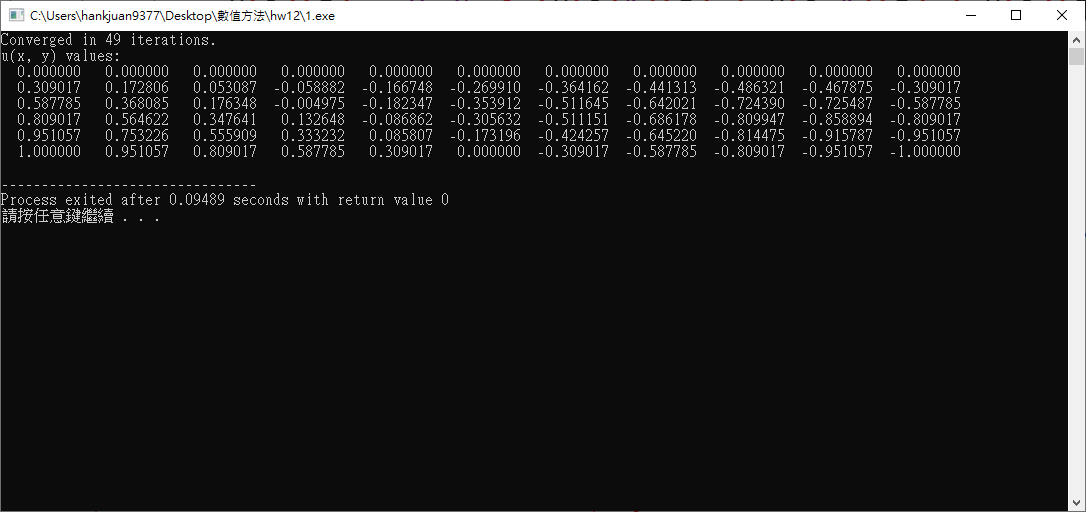 C:\Users\hankjuan9377\Desktop\數值方法\hw12\1.exe
Converged in 49 iterations.
u(x, y) values:
0.000000 0.000000 0.000000 0.000000 0.000000 0.000000 0.000000 0.000000 0.000000 0.000000 0.000000
0.309017 0.172806 0.053087 -0.058882 -0.166748 -0.269910 -0.364162 -0.441313 -0.486321 -0.467875 -0.309017
0.587785 0.368085 0.176348 -0.004975 -0.182347 -0.353912 -0.511645 -0.642021 -0.724390 -0.725487 -0.587785
0.809017 0.564622 0.347641 0.132648 -0.086862 -0.305632 -0.511151 -0.686178 -0.809947 -0.858894 -0.809017
0.951057 0.753226 0.555909 0.333232 0.085807 -0.173196 -0.424257 -0.645220 -0.814475 -0.915787 -0.951057
1.000000 0.951057 0.809017 0.587785 0.309017 0.000000 -0.309017 -0.587785 -0.809017 -0.951057 -1.000000
--------------------------------
Process exited after 0.09489 seconds with return value 0
請按任意鍵繼續 . . .